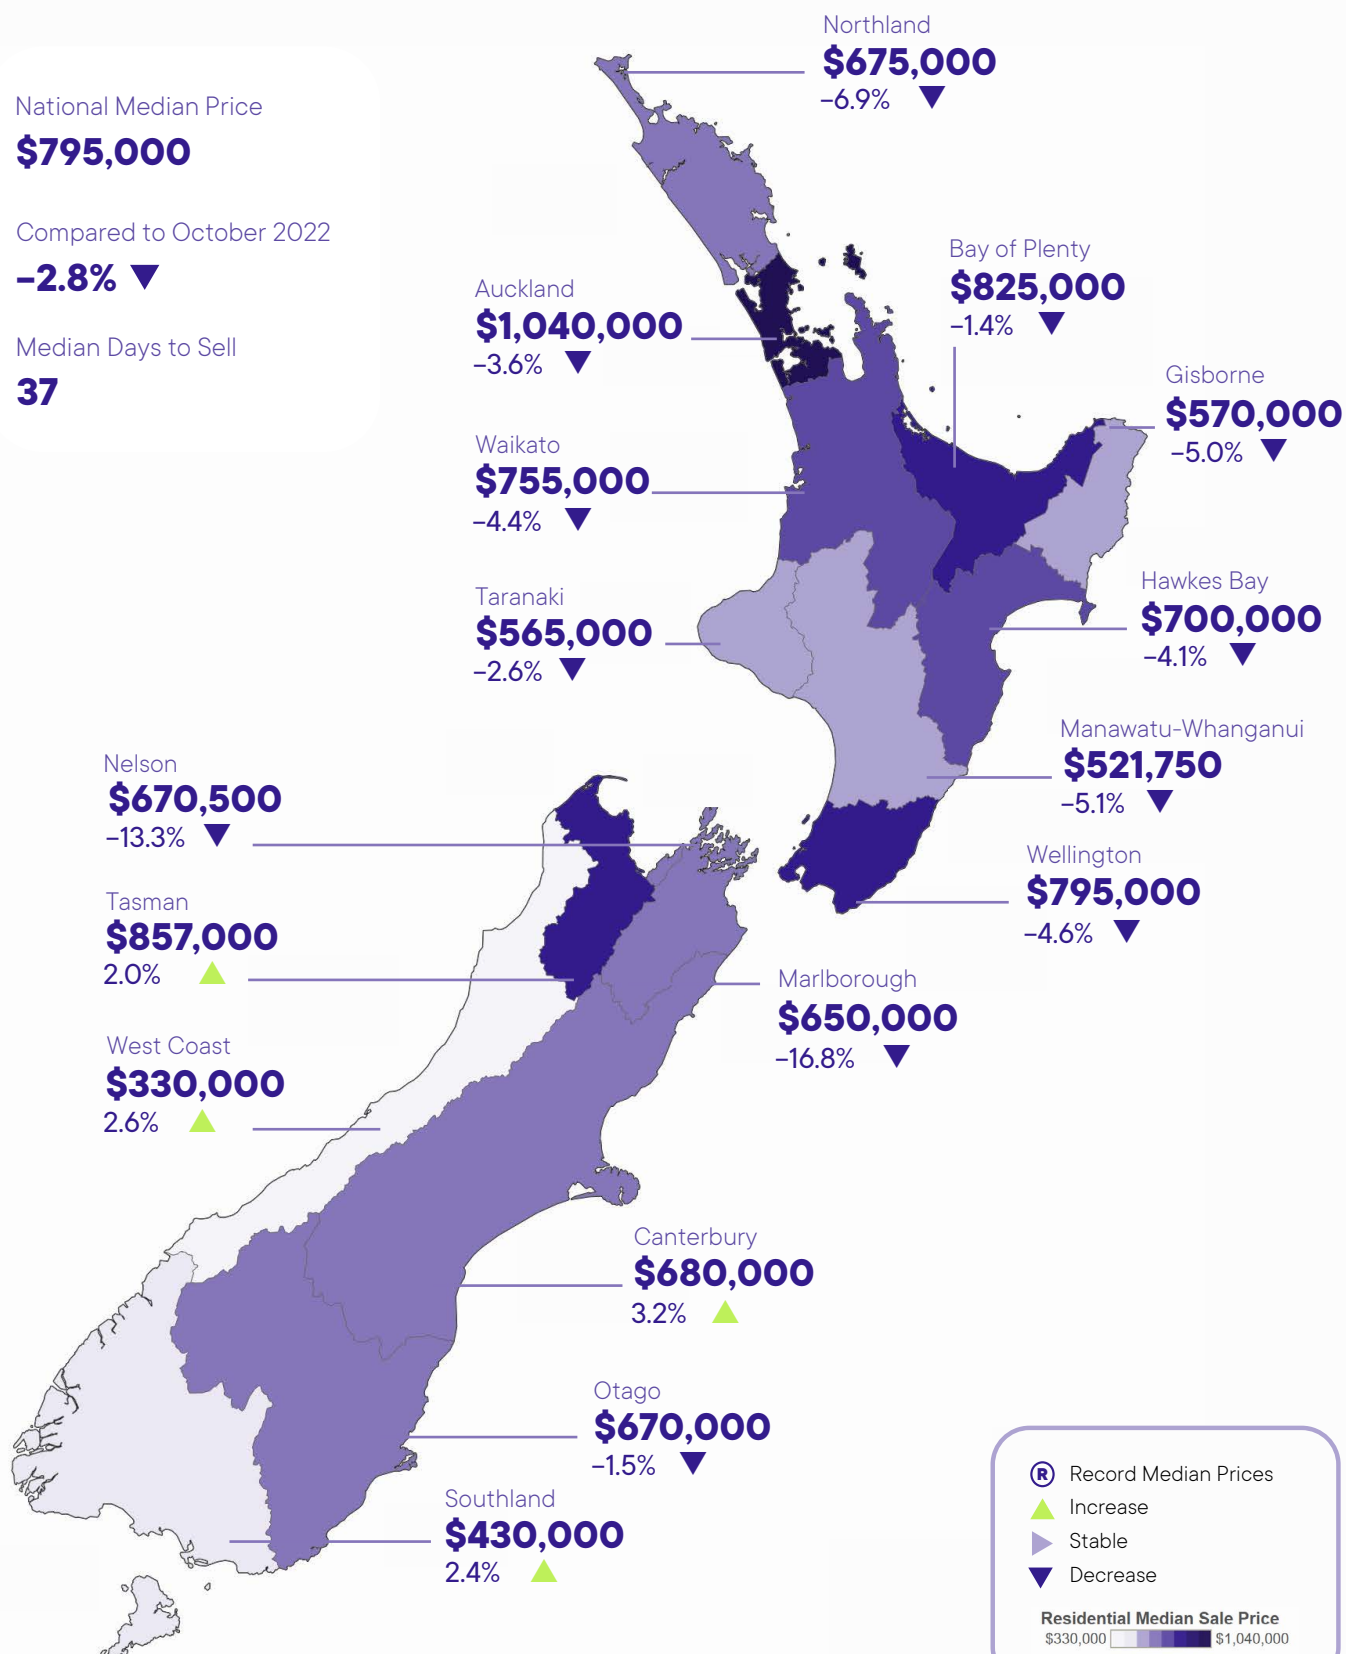 National Median Price
$795,000
Compared to October 2022
-2.8%
Median Days to Sell
37
Northland
$675,000
-6.9%
Auckland
$1,040,000
-3.6%
Bay of Plenty
$825,000
-1.4%
Gisborne
$570,000
-5.0%
Waikato
$755,000
-4.4%
Taranaki
$565,000
-2.6%
Hawkes Bay
$700,000
-4.1%
Manawatu-Whanganui
$521,750
-5.1%
Nelson
$670,500
-13.3%
Wellington
$795,000
-4.6%
Tasman
$857,000
2.0%
Marlborough
$650,000
-16.8%
West Coast
$330,000
2.6%
Canterbury
$680,000
3.2%
Otago
$670,000
-1.5%
Southland
$430,000
2.4%
R Record Median Prices
Increase
Stable
Decrease
Residential Median Sale Price
$330,000 $1,040,000